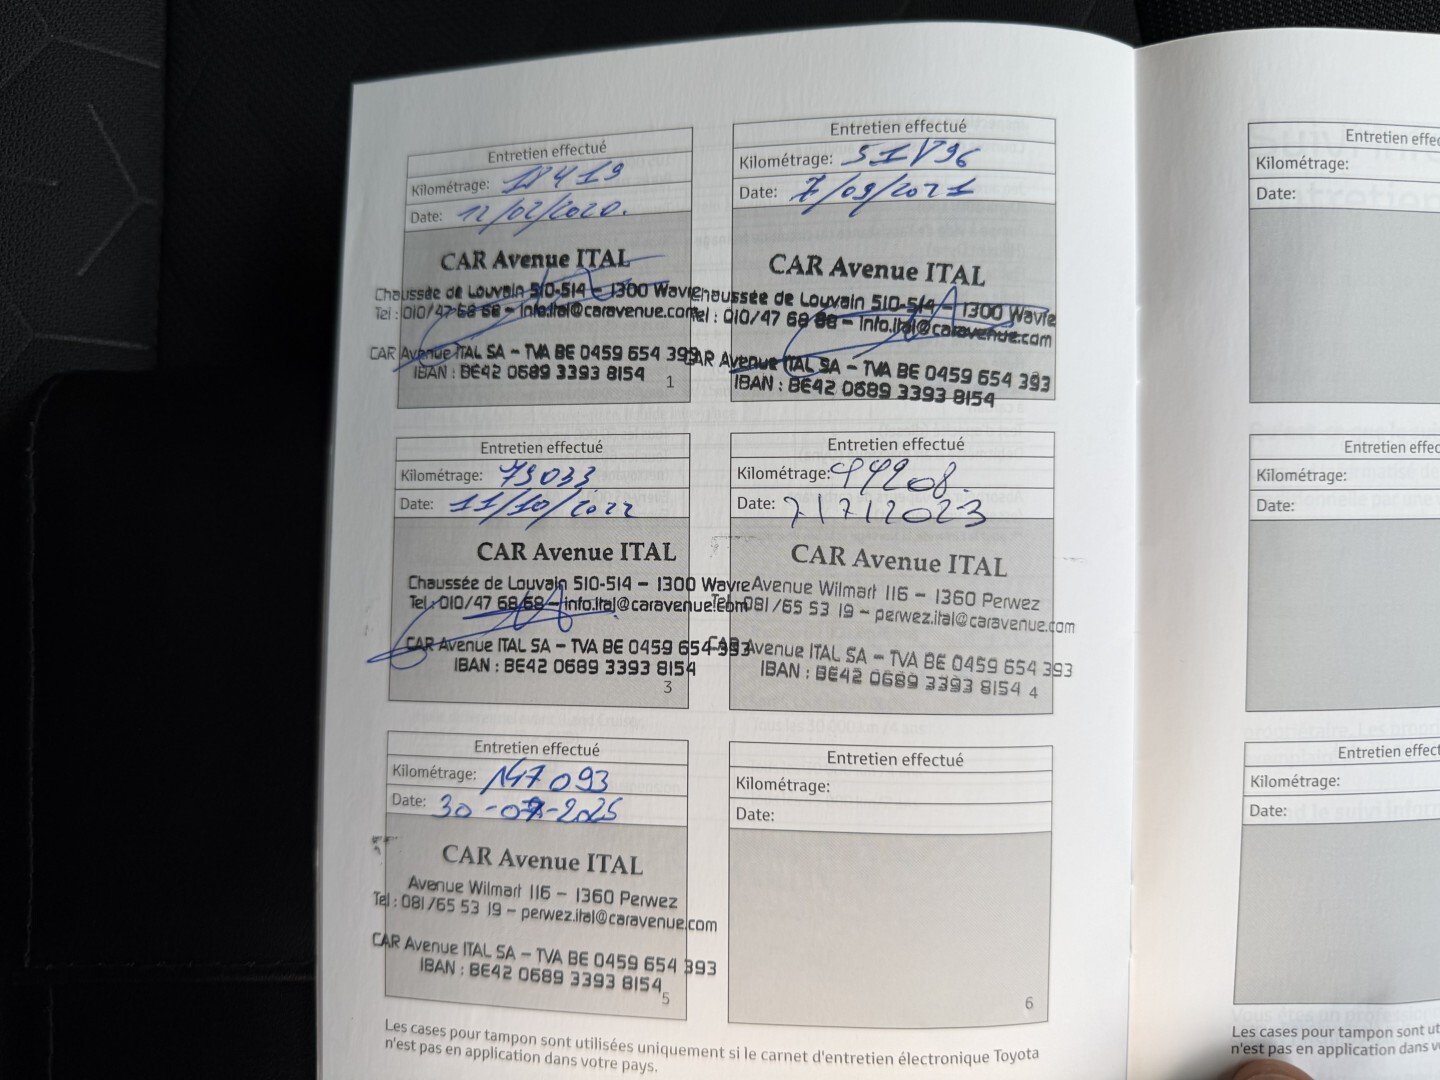 Entretien effectué
Kilométrage:
Date: 12/02/2020.
CAR Avenue ITAL
Chaussée de Louvain 510-514 – 1300 Wavre
Tel : 010/47 68 68 – info.ital@caravenue.com
CAR Avenue ITAL SA – TVA BE 0459 654 393
IBAN : BE42 0689 3393 8154
1
Entretien effectué
Kilométrage:
Date: 7/09/2021
CAR Avenue ITAL
Chaussée de Louvain 510-514 – 1300 Wavre
Tel : 010/47 68 68 – info.ital@caravenue.com
CAR Avenue ITAL SA – TVA BE 0459 654 393
IBAN : BE42 0689 3393 8154
Entretien effectué
Kilométrage: 75033
Date: 11/10/2022
CAR Avenue ITAL
Chaussée de Louvain 510-514 – 1300 Wavre
Tel : 010/47 68 68 – info.ital@caravenue.com
CAR Avenue ITAL SA – TVA BE 0459 654 393
IBAN : BE42 0689 3393 8154
3
Entretien effectué
Kilométrage: 99208.
Date: 7/7/2023
CAR Avenue ITAL
Avenue Wilmart 116 – 1360 Perwez
Tel : 081/65 53 19 – perwez.ital@caravenue.com
CAR Avenue ITAL SA – TVA BE 0459 654 393
IBAN : BE42 0689 3393 8154
4
Entretien effectué
Kilométrage: 147093
Date: 30-07-2025
CAR Avenue ITAL
Avenue Wilmart 116 – 1360 Perwez
Tel : 081/65 53 19 – perwez.ital@caravenue.com
CAR Avenue ITAL SA – TVA BE 0459 654 393
IBAN : BE42 0689 3393 8154
5
Entretien effectué
Kilométrage:
Date:
6
Les cases pour tampon sont utilisées uniquement si le carnet d'entretien électronique Toyota
n'est pas en application dans votre pays.
Entretien effec
Kilométrage:
Date:
Entretien effec
Kilométrage:
Date:
Entretien effect
Kilométrage:
Date:
Les cases pour tampon sont ut
n'est pas en application dans v